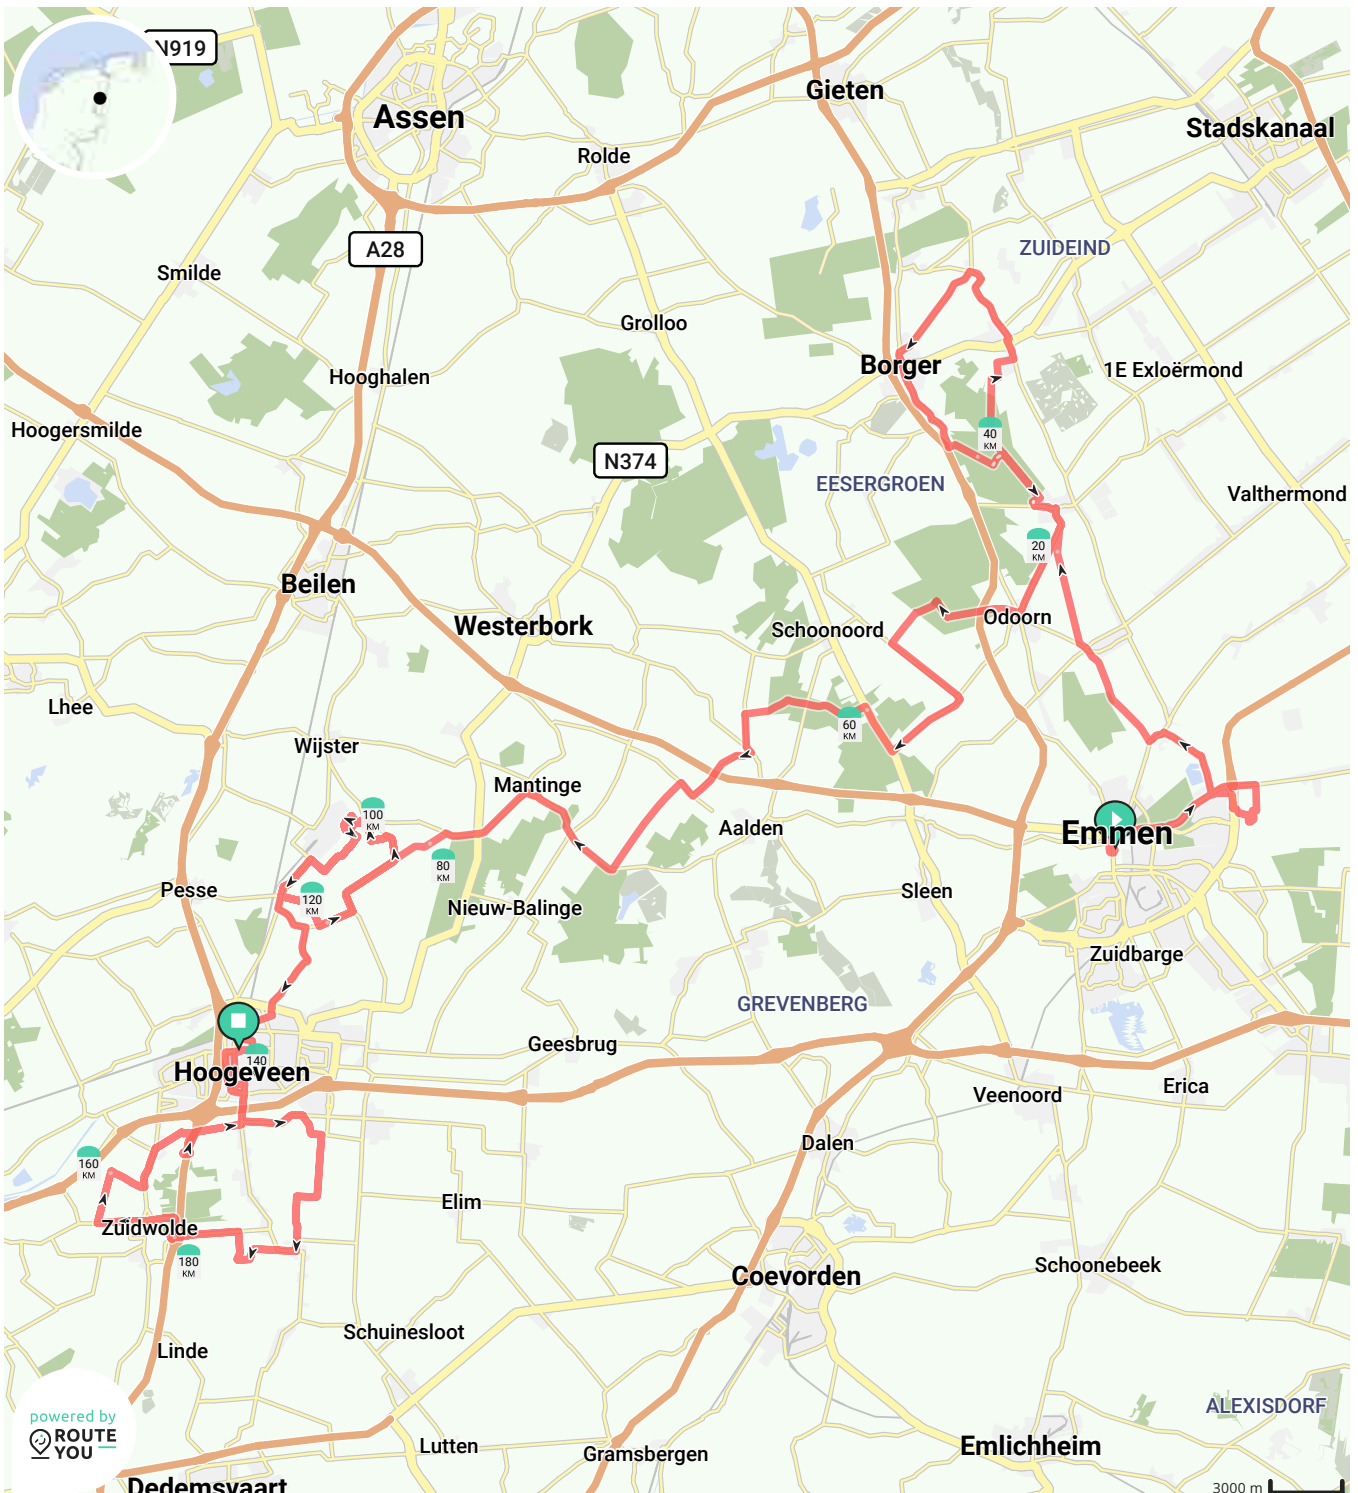 N919
Assen
Gieten
Stadskanaal
Rolde
A28
ZUIDEIND
Smilde
Grolloo
Borger
1E Exloërmond
Hooghalen
Hoogersmilde
40
KM
N374
EESERGROEN
Valthermond
20
KM
Beilen
Westerbork
Schoonoord
Odoorn
Lhee
60
KM
Wijster
Mantinge
100
KM
Aalden
Emmen
80
KM
Pesse
120
KM
Nieuw-Balinge
Sleen
Zuidbarge
GREVENBERG
Geesbrug
140
Hoogeveen
Veenoord
Erica
Dalen
160
KM
Elim
Zuidwolde
180
KM
Coevorden
Schoonebeek
Schuinesloot
Linde
ALEXISDORF
powered by
ROUTE
YOU
Lutten
Gramsbergen
Emlichheim
Dedemsvaart
3000 m